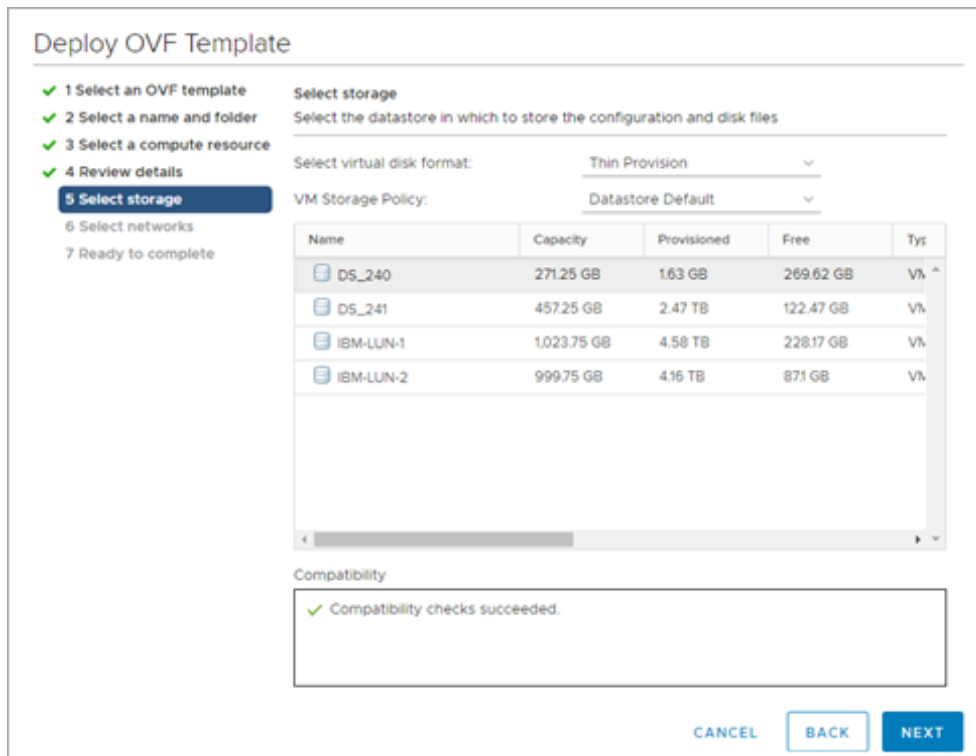 Deploy OVF Template
1 Select an OVF template
2 Select a name and folder
3 Select a compute resource
4 Review details
5 Select storage
6 Select networks
7 Ready to complete
Select storage
Select the datastore in which to store the configuration and disk files
Select virtual disk format: Thin Provision
VM Storage Policy: Datastore Default
Name Capacity Provisioned Free Typ
DS_240 271.25 GB 1.63 GB 269.62 GB VM
DS_241 457.25 GB 2.47 TB 122.47 GB VM
IBM-LUN-1 1,023.75 GB 4.58 TB 228.17 GB VM
IBM-LUN-2 999.75 GB 4.16 TB 87.1 GB VM
Compatibility
Compatibility checks succeeded.
CANCEL BACK NEXT